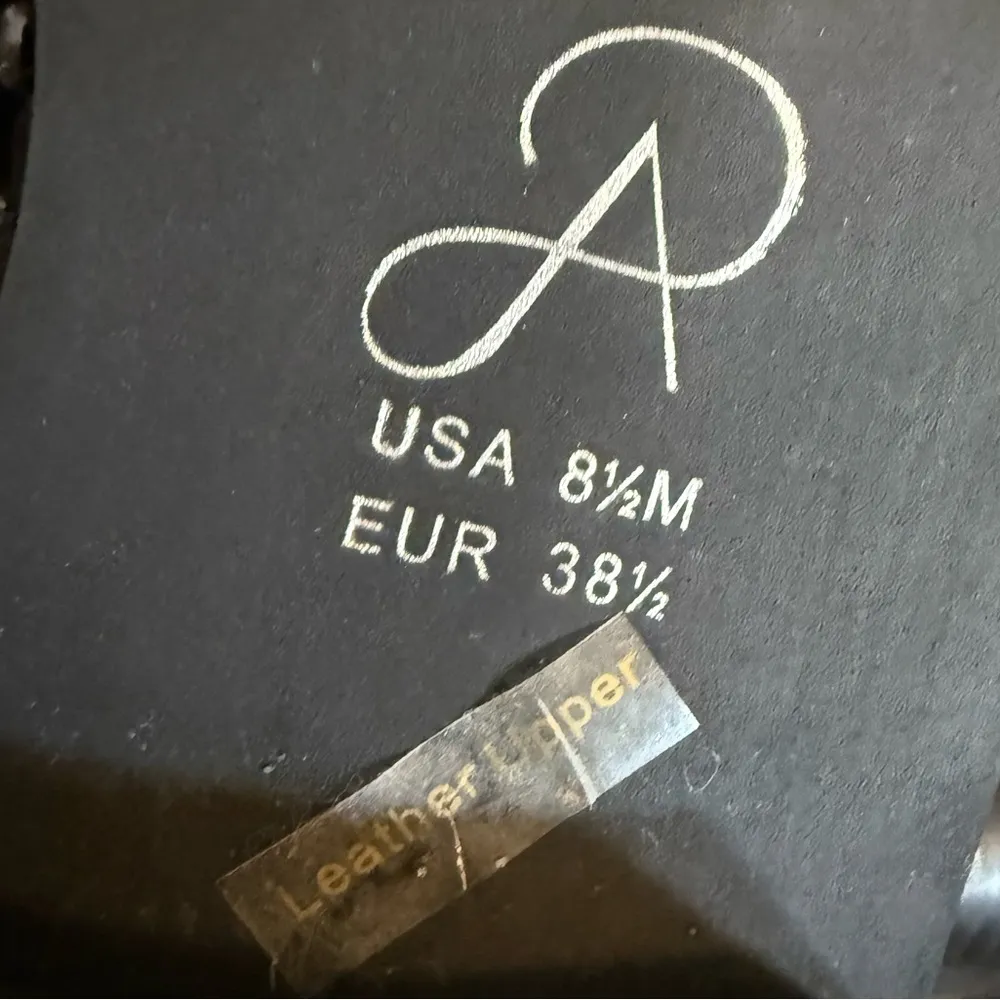 A
USA 8½M
EUR 38½
Leather Upper